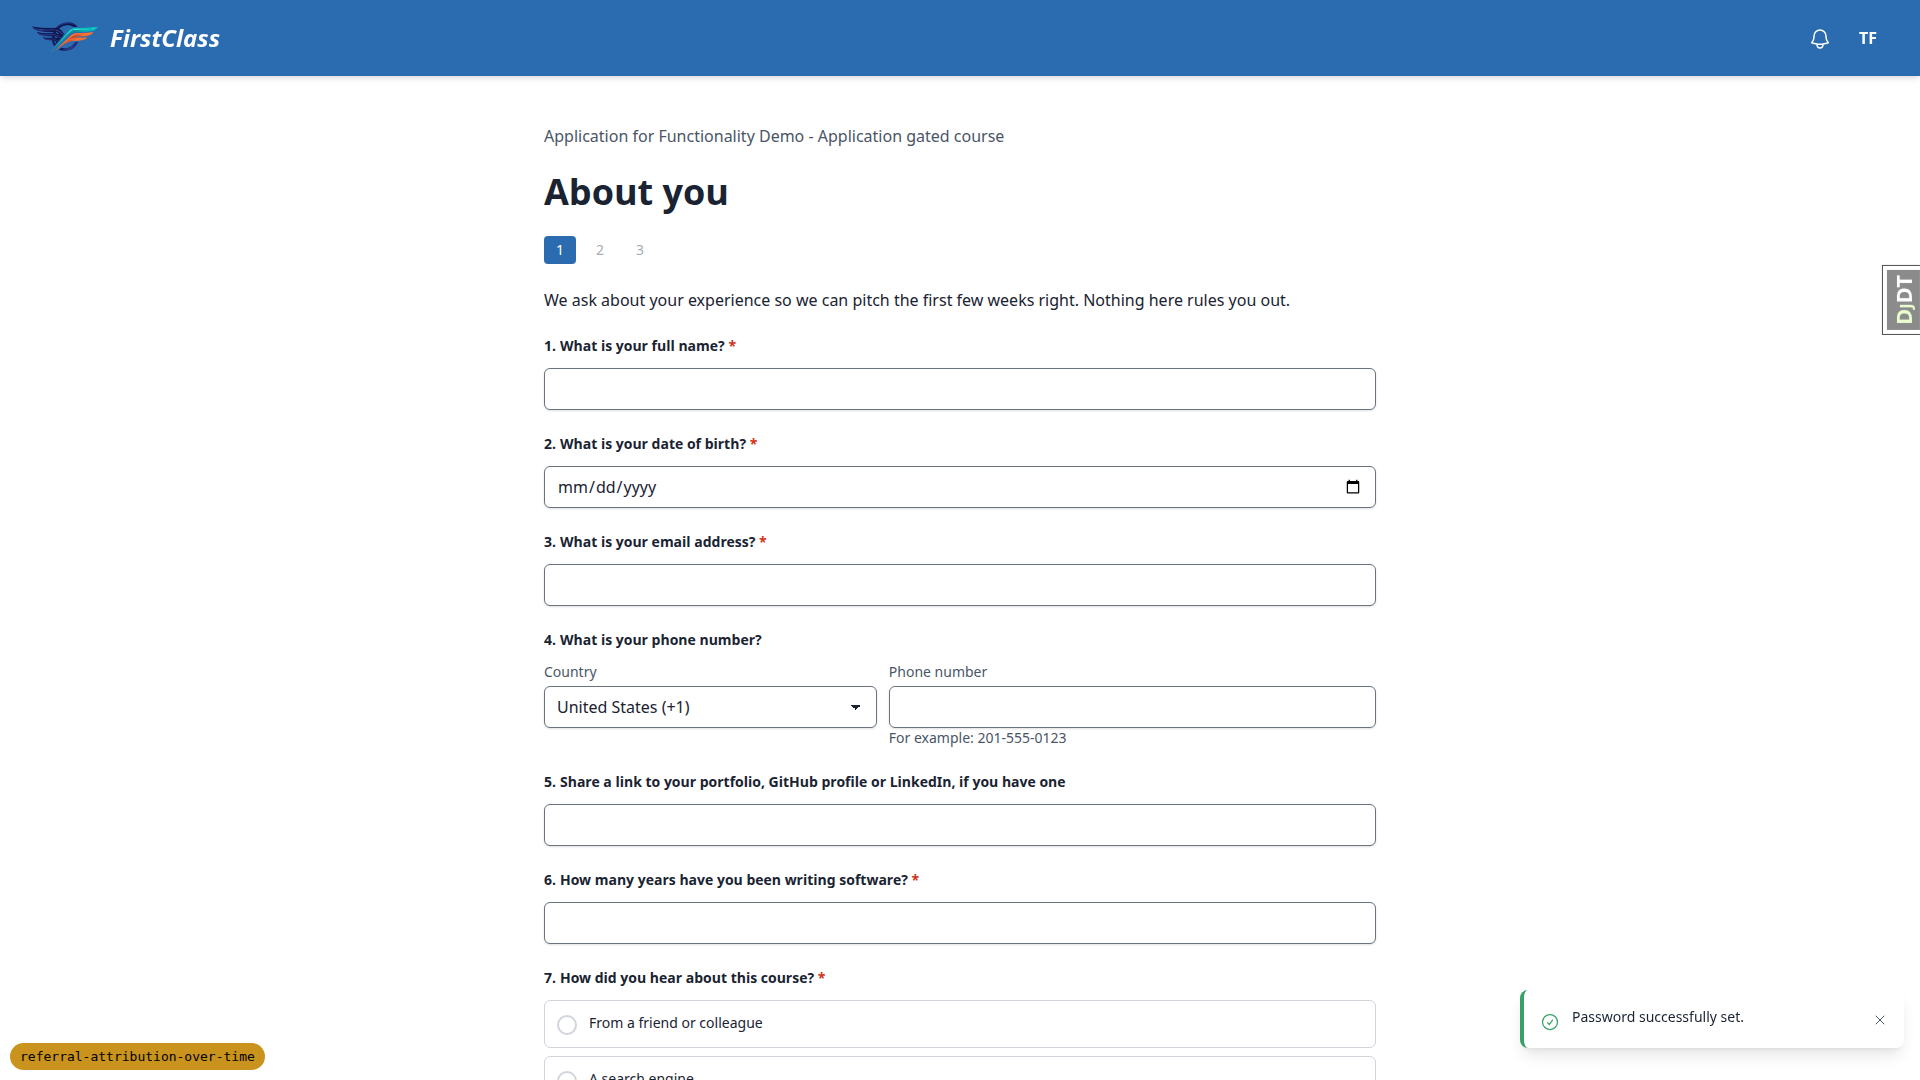 FirstClass
TF
Application for Functionality Demo - Application gated course
About you
1 2 3
We ask about your experience so we can pitch the first few weeks right. Nothing here rules you out.
1. What is your full name? *
2. What is your date of birth? *
mm/dd/yyyy
3. What is your email address? *
4. What is your phone number?
Country Phone number
United States (+1)
For example: 201-555-0123
5. Share a link to your portfolio, GitHub profile or LinkedIn, if you have one
6. How many years have you been writing software? *
7. How did you hear about this course? *
From a friend or colleague
A search engine
DjDT
Password successfully set.
referral-attribution-over-time